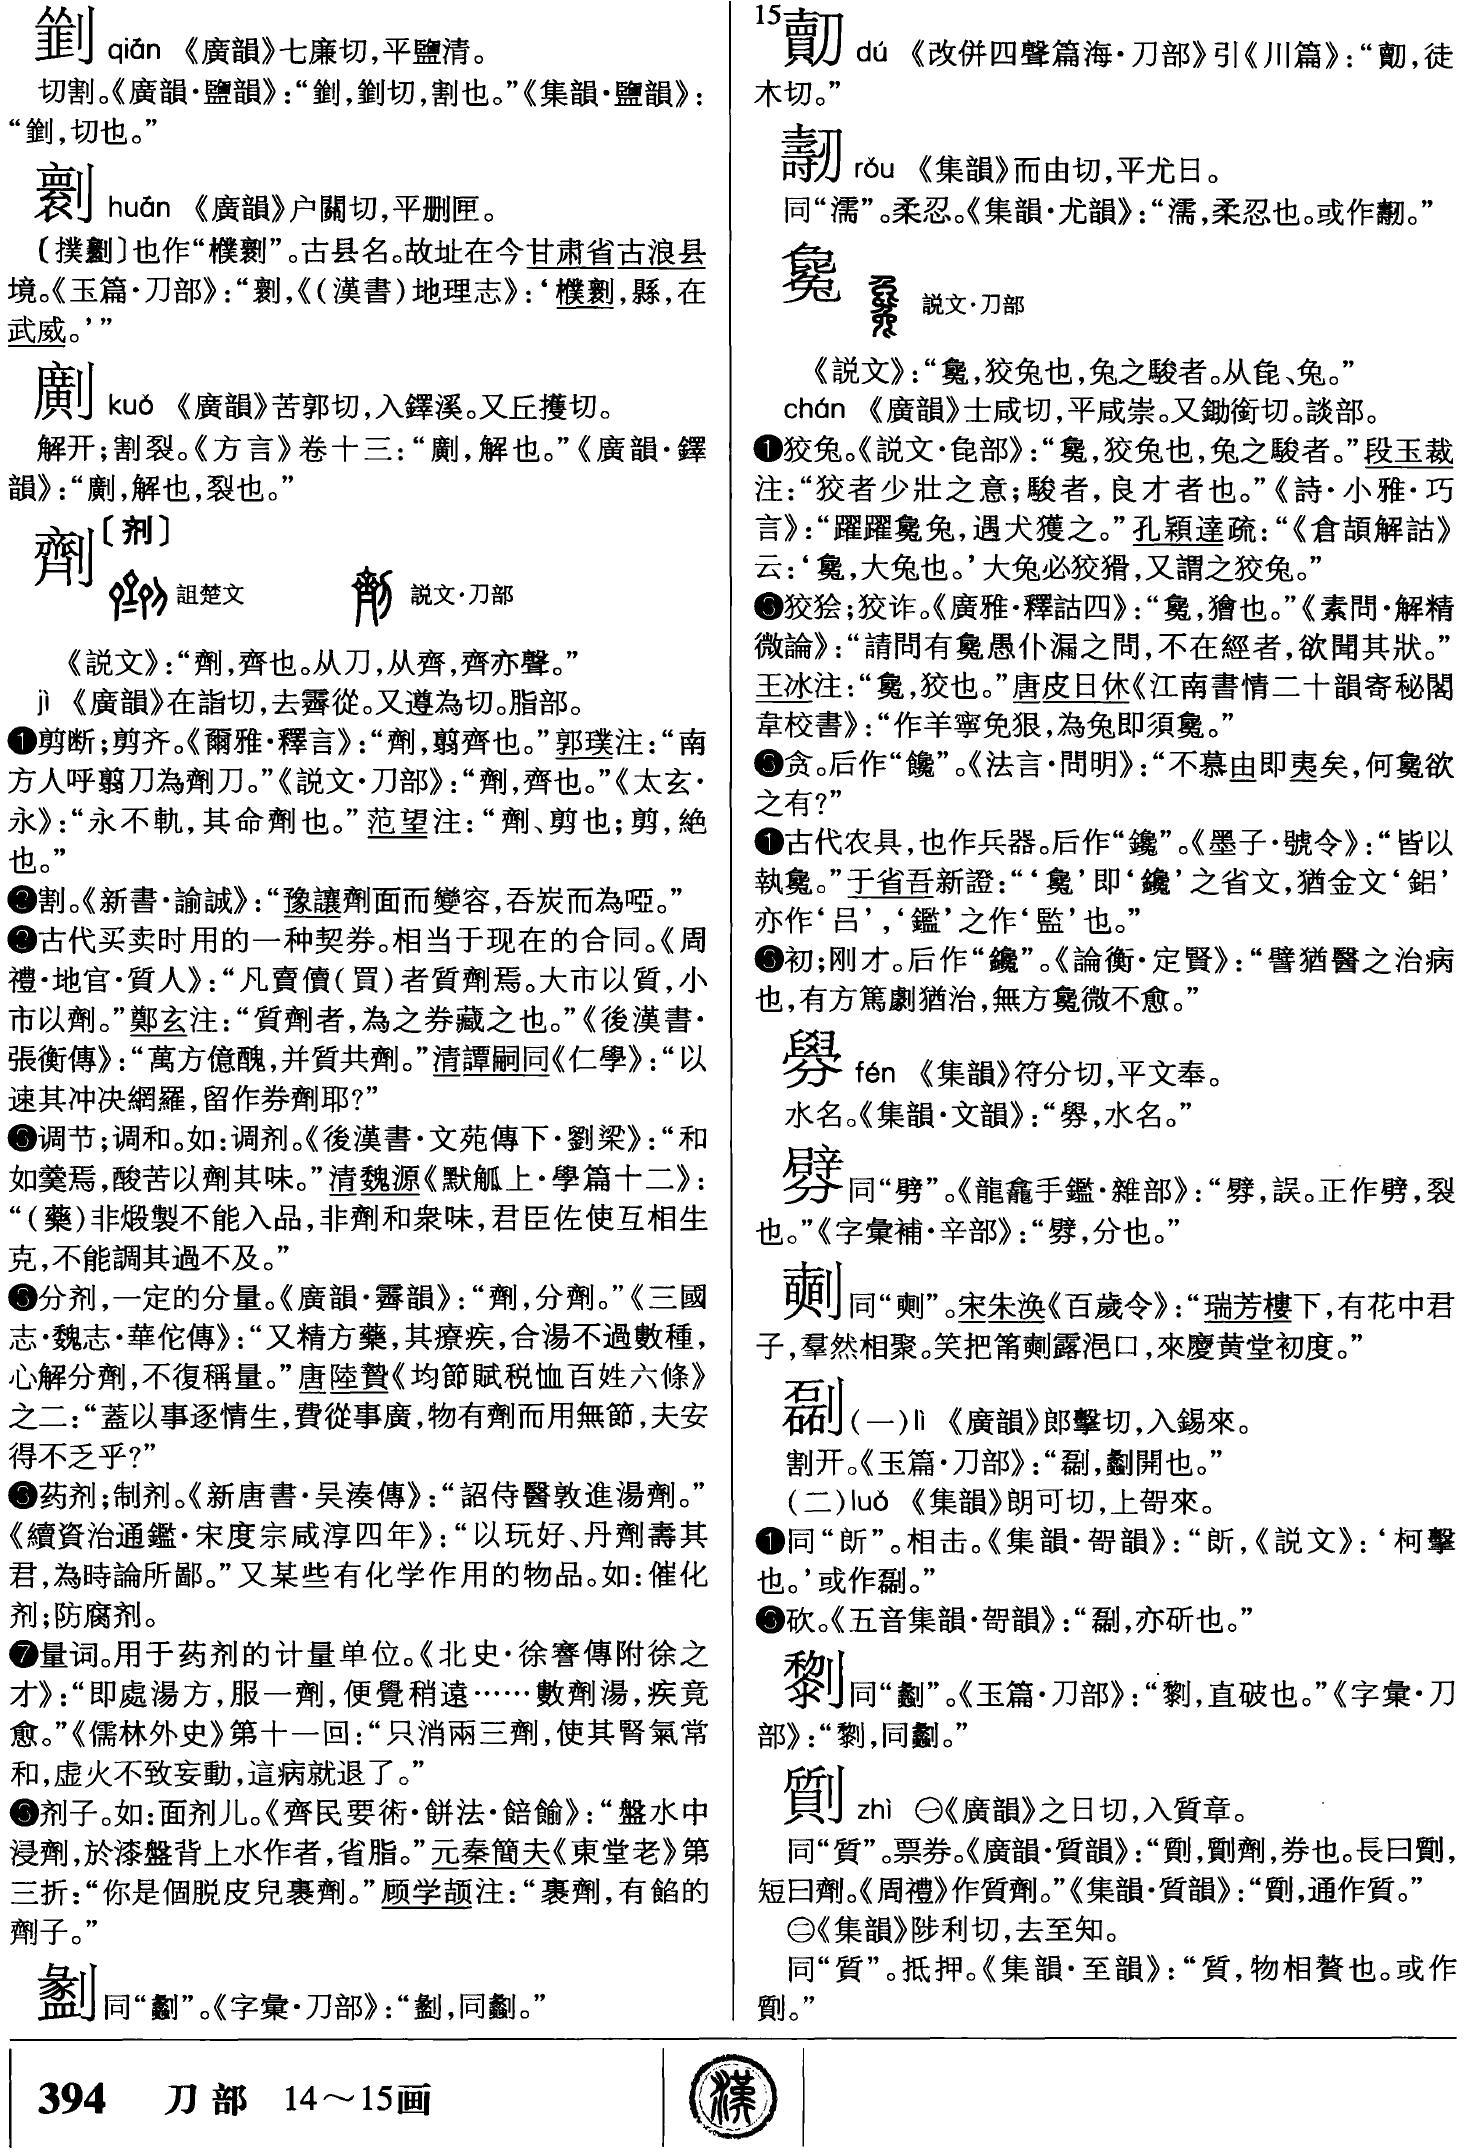 qiān 《廣韻》七廉切,平鹽清。
切割。《廣韻·鹽韻》:“劗,劗切,割也。”《集韻·鹽韻》:
切也。”
huán 《廣韻》户關切,平删匣。
也作“樸㔵”。古县名。故址在今甘肃省古浪县
境。《玉篇·刀部》:“㔵,《(漢書)地理志》:‘樸㔵,縣,在
武威。’”
劆 kuǒ 《廣韻》苦郭切,入鐸溪。又丘擭切。
解开;割裂。《方言》卷十三:“劆,解也。”《廣韻·鐸
韻》:“劆,解也,裂也。”
劑〔剂〕
詛楚文 説文·刀部
《説文》:“劑,齊也。从刀,从齊,齊亦聲。”
jì 《廣韻》在詣切,去霽從。又遵為切。脂部。
❶剪断;剪齐。《爾雅·釋言》:“劑,翦齊也。”郭璞注:“南
方人呼翦刀為劑刀。”《説文·刀部》:“劑,齊也。”《太玄·
永》:“永不軌,其命劑也。”范望注:“劑、剪也;剪,絶
也。”
❷割。《新書·諭誠》:“豫讓劑面而變容,吞炭而為啞。”
❸古代买卖时用的一种契券。相当于现在的合同。《周
禮·地官·質人》:“凡賣儥(買)者質劑焉。大市以質,小
市以劑。”鄭玄注:“質劑者,為之券藏之也。”《後漢書·
張衡傳》:“萬方億醜,并質共劑。”清譚嗣同《仁學》:“以
速其冲决網羅,留作券劑耶?”
❹调节;调和。如:调剂。《後漢書·文苑傳下·劉梁》:“和
如羹焉,酸苦以劑其味。”清魏源《默觚上·學篇十二》:
“(藥)非煅製不能入品,非劑和衆味,君臣佐使互相生
克,不能調其過不及。”
❺分剂,一定的分量。《廣韻·霽韻》:“劑,分劑。”《三國
志·魏志·華佗傳》:“又精方藥,其療疾,合湯不過數種,
心解分劑,不復稱量。”唐陸贄《均節賦税恤百姓六條》
之二:“蓋以事逐情生,費從事廣,物有劑而用無節,夫安
得不乏乎?”
❻药剂;制剂。《新唐書·吴湊傳》:“詔侍醫敦進湯劑。”
《續資治通鑑·宋度宗咸淳四年》:“以玩好、丹劑壽其
君,為時論所鄙。”又某些有化学作用的物品。如:催化
剂;防腐剂。
❼量词。用于药剂的计量单位。《北史·徐謇傳附徐之
才》:“即處湯方,服一劑,便覺稍遠……數劑湯,疾竟
愈。”《儒林外史》第十一回:“只消兩三劑,使其腎氣常
和,虚火不致妄動,這病就退了。”
❽剂子。如:面剂儿。《齊民要術·餅法·䭃䬳》:“盤水中
浸劑,於漆盤背上水作者,省脂。”元秦簡夫《東堂老》第
三折:“你是個脱皮兒裹劑。”顾学颉注:“裹劑,有餡的
劑子。”
同“劙”。《字彙·刀部》:“同劙。”
15
dú 《改併四聲篇海·刀部》引《川篇》:“徒
木切。”
rǒu 《集韻》而由切,平尤日。
同“濡”。柔忍。《集韻·尤韻》:“柔忍也。或作
毚 説文·刀部
《説文》:“毚,狡兔也,兔之駿者。从㲋、兔。”
chán 《廣韻》士咸切,平咸崇。又鋤銜切。談部。
❶狡兔。《説文·㲋部》:“毚,狡兔也,兔之駿者。”段玉裁
注:“狡者少壯之意;駿者,良才者也。”《詩·小雅·巧
言》:“躍躍毚兔,遇犬獲之。”孔穎達疏:“《倉頡解詁》
云:‘毚,大兔也。’大兔必狡猾,又謂之狡兔。”
❷狡狯;狡诈。《廣雅·釋詁四》:“毚,獪也。”《素問·解精
微論》:“請問有毚愚仆漏之問,不在經者,欲聞其狀。”
王冰注:“毚,狡也。”唐皮日休《江南書情二十韻寄秘閣
韋校書》:“作羊寧免狠,為兔即須毚。”
❸贪。后作“饞”。《法言·問明》:“不慕由即夷矣,何毚欲
之有?”
❹古代农具,也作兵器。后作“鑱”。《墨子·號令》:“皆以
執毚。”于省吾新證:“‘毚’即‘鑱’之省文,猶金文‘鋁’
亦作‘吕’,‘鑑’之作‘監’也。”
❺初;刚才。后作“纔”。《論衡·定賢》:“譬猶醫之治病
也,有方篤劇猶治,無方毚微不愈。”
fén 《集韻》符分切,平文奉。
水名。《集韻·文韻》:“水名。”
同“劈”。《龍龕手鑑·雜部》:“誤。正作劈,裂
也。”《字彙補·辛部》:“分也。”
同“剌”。宋朱涣《百歲令》:“瑞芳樓下,有花中君
子,羣然相聚。笑把筩露浥口,來慶黄堂初度。”
(一)lì 《廣韻》郎擊切,入錫來。
割开。《玉篇·刀部》:“劙開也。”
(二)luǒ 《集韻》朗可切,上哿來。
❶同“㪽”。相击。《集韻·哿韻》:“《説文》:‘柯擊
也。’或作
❷砍。《五音集韻·哿韻》:“亦斫也。”
同“劙”。《玉篇·刀部》:“直破也。”《字彙·刀
部》:“同劙。”
劕 zhì ㊀《廣韻》之日切,入質章。
同“質”。票券。《廣韻·質韻》:“劕,劕劑,券也。長曰劕,
短曰劑。《周禮》作質劑。”《集韻·質韻》:“劕,通作質。”
㊁《集韻》陟利切,去至知。
同“質”。抵押。《集韻·至韻》:“質,物相贅也。或作
劕。”
394 刀部 14～15画
漢